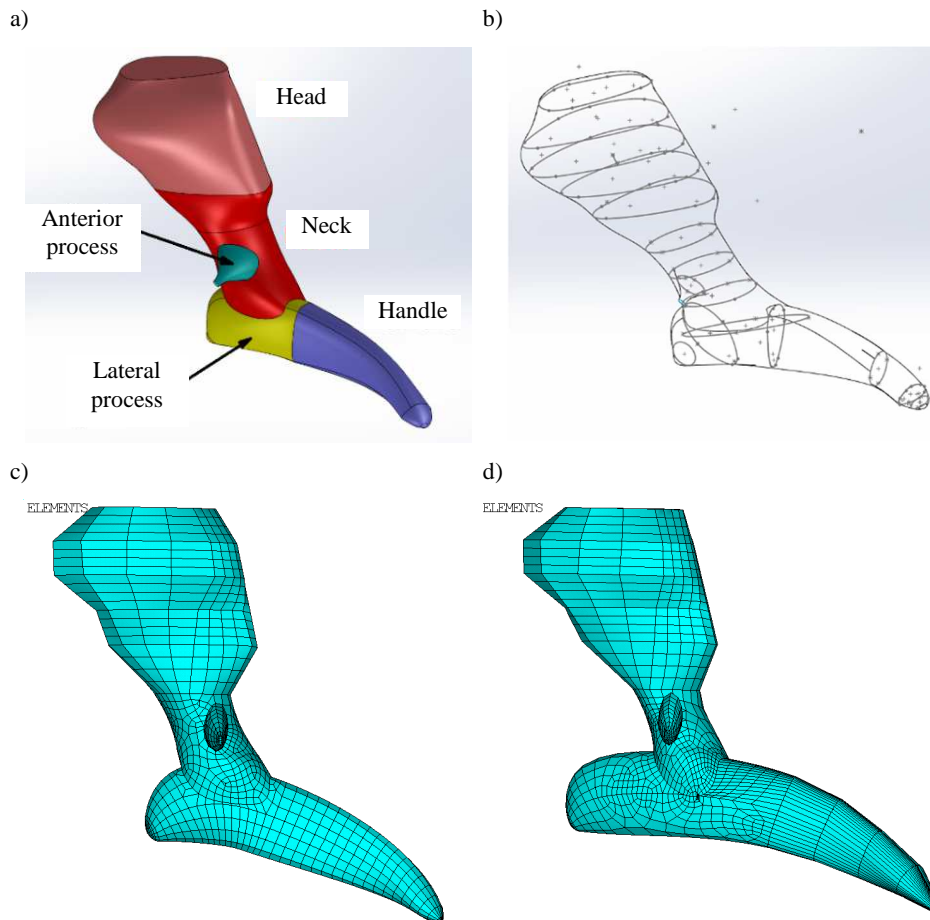 a)
b)
Head
Anterior
process
Neck
Handle
Lateral
process
c)
d)
ELEMENTS
ELEMENTS